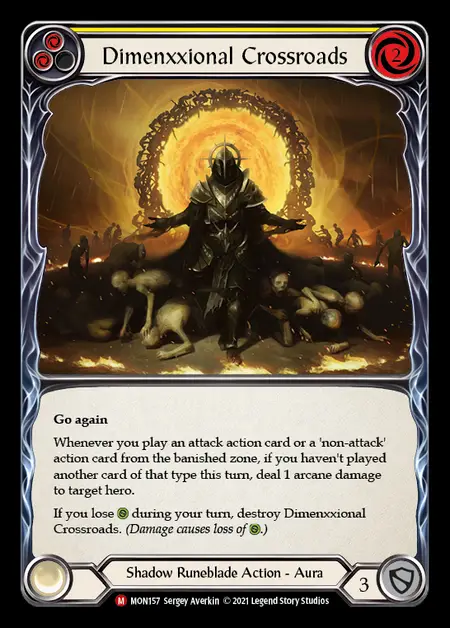 Dimenxxional Crossroads
2
Go again
Whenever you play an attack action card or a 'non-attack'
action card from the banished zone, if you haven't played
another card of that type this turn, deal 1 arcane damage
to target hero.
If you lose during your turn, destroy Dimenxxional
Crossroads. (Damage causes loss of .)
Shadow Runeblade Action - Aura
3
M MON157 Sergey Averkin © 2021 Legend Story Studios